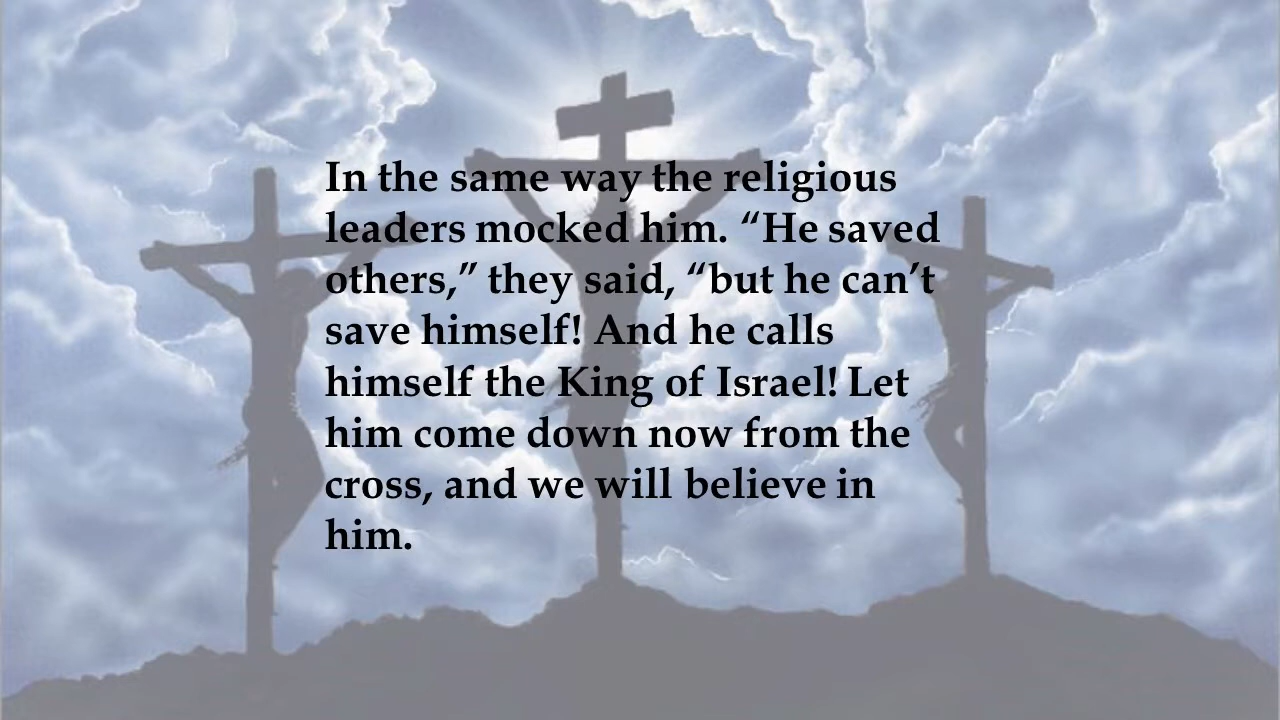 In the same way the religious
leaders mocked him. “He saved
others,” they said, “but he can’t
save himself! And he calls
himself the King of Israel! Let
him come down now from the
cross, and we will believe in
him.